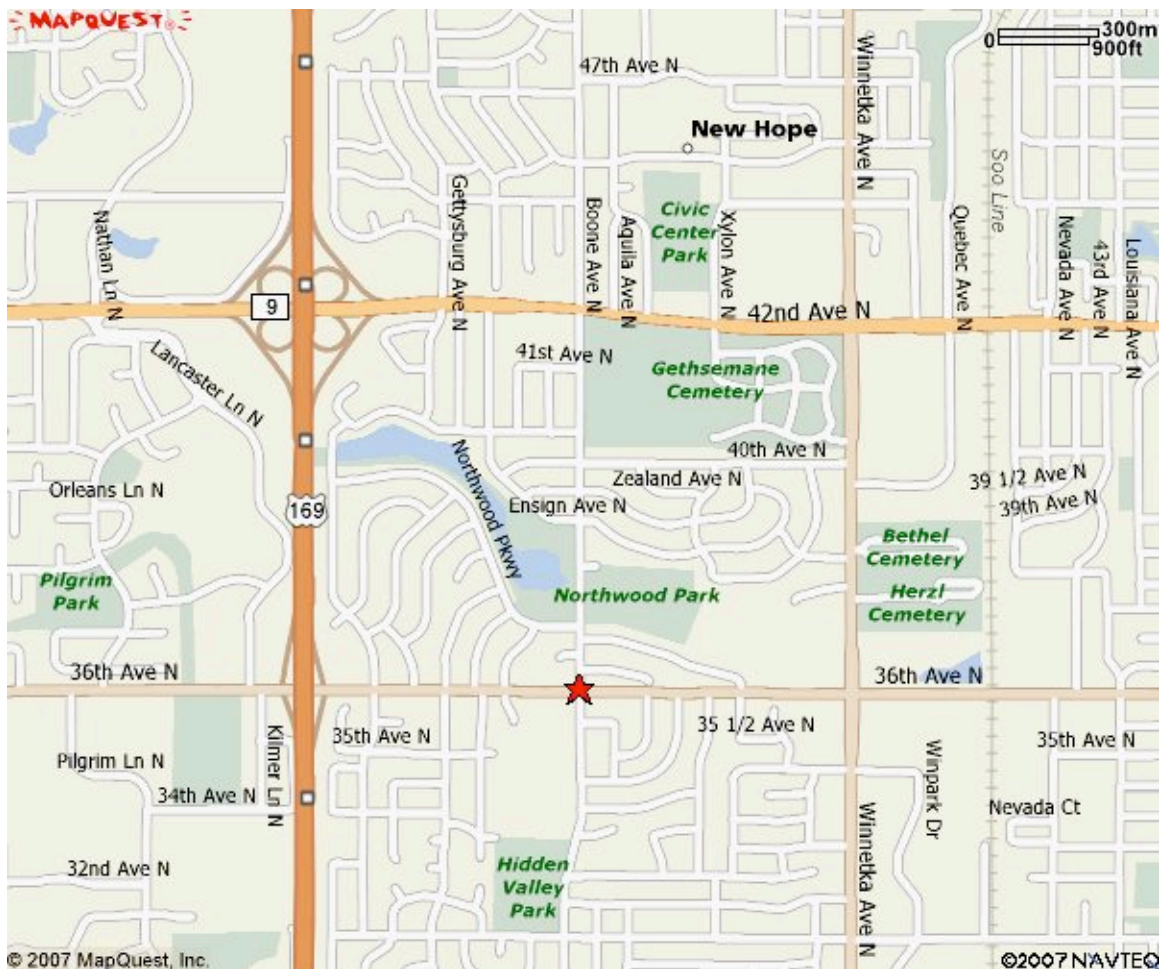 MAPQUEST
300m
0
900ft
47th Ave N
Winnetka Ave N
New Hope
Soo Line
Gettysburg Ave N
Boone Ave N
Aquila Ave N
Civic
Center
Park
Xylon Ave N
Quebec Ave N
Nevada Ave N
43rd Ave N
Louisiana Ave N
Nathan Ln N
9
42nd Ave N
Lancaster Ln N
41st Ave N
Gethsemane
Cemetery
40th Ave N
Northwood Pkwy
Zealand Ave N
39 1/2 Ave N
Orleans Ln N
169
Ensign Ave N
39th Ave N
Bethel
Cemetery
Pilgrim
Park
Northwood Park
Herzl
Cemetery
36th Ave N
36th Ave N
Kilmer Ln N
35th Ave N
35 1/2 Ave N
35th Ave N
Pilgrim Ln N
Winpark Dr
34th Ave N
Nevada Ct
Winnetka Ave N
32nd Ave N
Hidden
Valley
Park
© 2007 MapQuest, Inc.
©2007 NAVTEQ